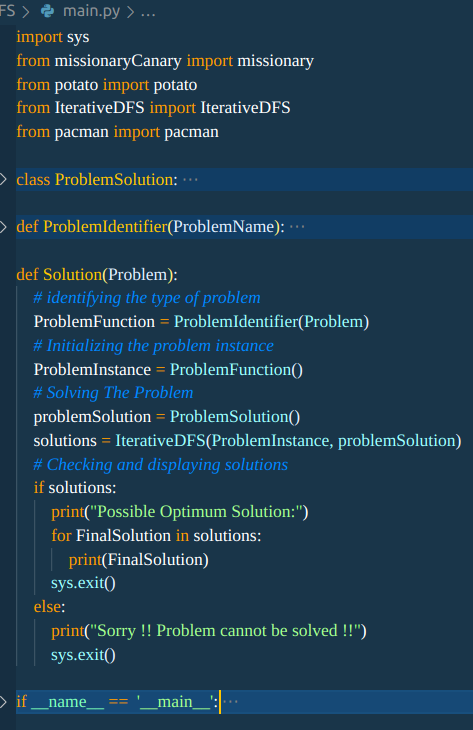 FS > main.py > ...
import sys
from missionaryCanary import missionary
from potato import potato
from IterativeDFS import IterativeDFS
from pacman import pacman
class ProblemSolution: ...
def ProblemIdentifier(ProblemName): ...
def Solution(Problem):
# identifying the type of problem
ProblemFunction = ProblemIdentifier(Problem)
# Initializing the problem instance
ProblemInstance = ProblemFunction()
# Solving The Problem
problemSolution = ProblemSolution()
solutions = IterativeDFS(ProblemInstance, problemSolution)
# Checking and displaying solutions
if solutions:
print("Possible Optimum Solution:")
for FinalSolution in solutions:
print(FinalSolution)
sys.exit()
else:
print("Sorry !! Problem cannot be solved !!")
sys.exit()
if __name__ == '__main__': ...